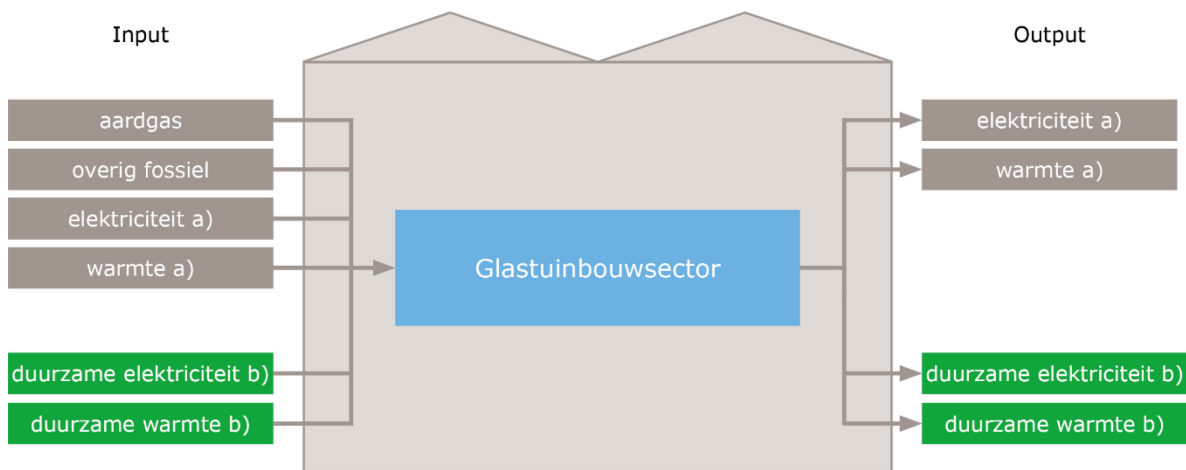 Input
Output
aardgas
overig fossiel
elektriciteit a)
warmte a)
duurzame elektriciteit b)
duurzame warmte b)
Glastuinbouwsector
elektriciteit a)
warmte a)
duurzame elektriciteit b)
duurzame warmte b)